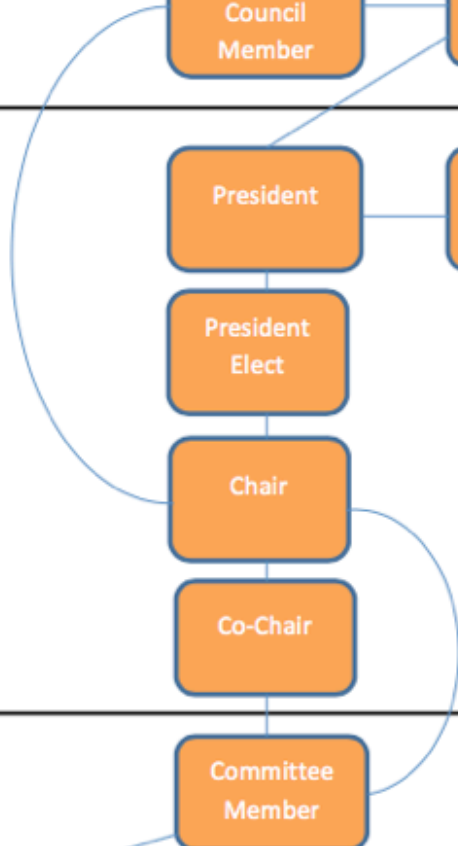 Council
Member
President
President
Elect
Chair
Co-Chair
Committee
Member